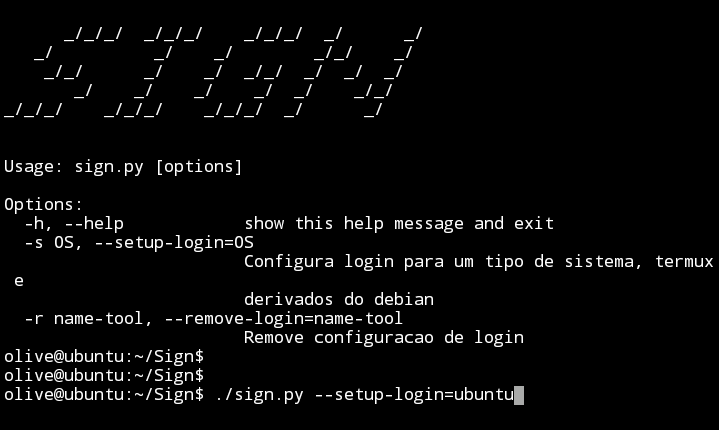 SIGN
Usage: sign.py [options]
Options:
-h, --help show this help message and exit
-s OS, --setup-login=OS
Configura login para um tipo de sistema, termux
e
derivados do debian
-r name-tool, --remove-login=name-tool
Remove configuracao de login
olive@ubuntu:~/Sign$
olive@ubuntu:~/Sign$
olive@ubuntu:~/Sign$ ./sign.py --setup-login=ubuntu